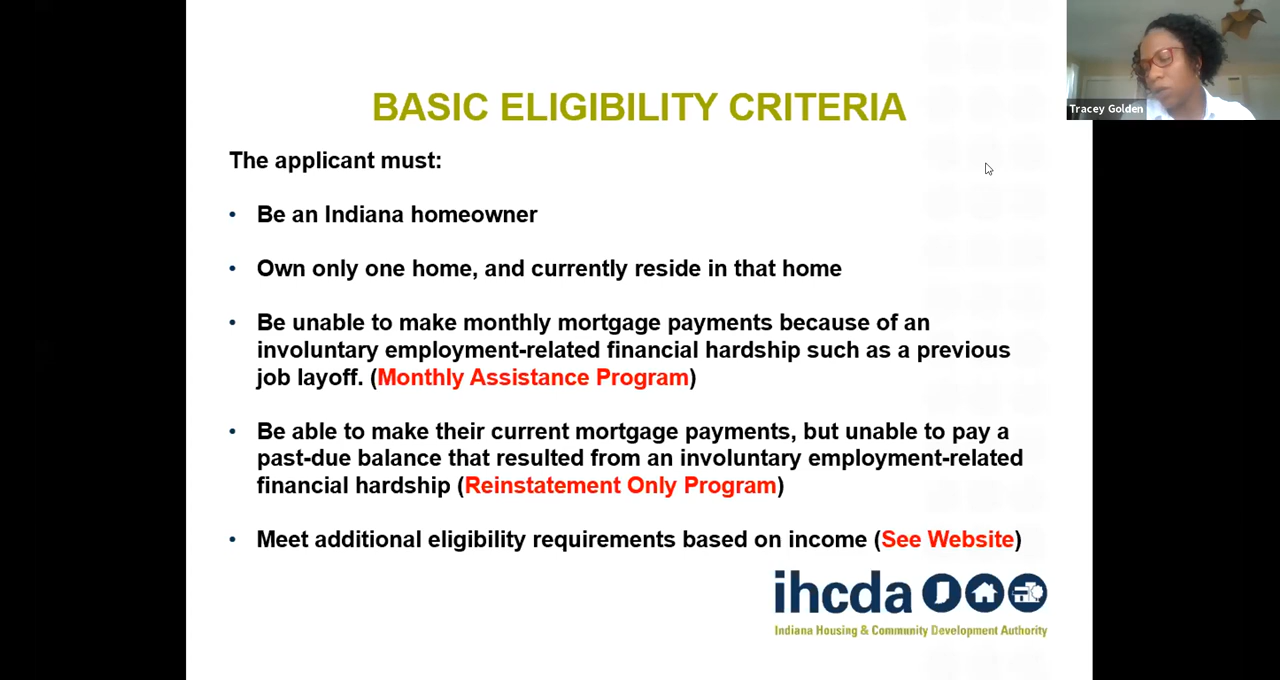 BASIC ELIGIBILITY CRITERIA
Tracey Golden
The applicant must:
• Be an Indiana homeowner
• Own only one home, and currently reside in that home
• Be unable to make monthly mortgage payments because of an
involuntary employment-related financial hardship such as a previous
job layoff. (Monthly Assistance Program)
• Be able to make their current mortgage payments, but unable to pay a
past-due balance that resulted from an involuntary employment-related
financial hardship (Reinstatement Only Program)
• Meet additional eligibility requirements based on income (See Website)
ihcda
Indiana Housing & Community Development Authority